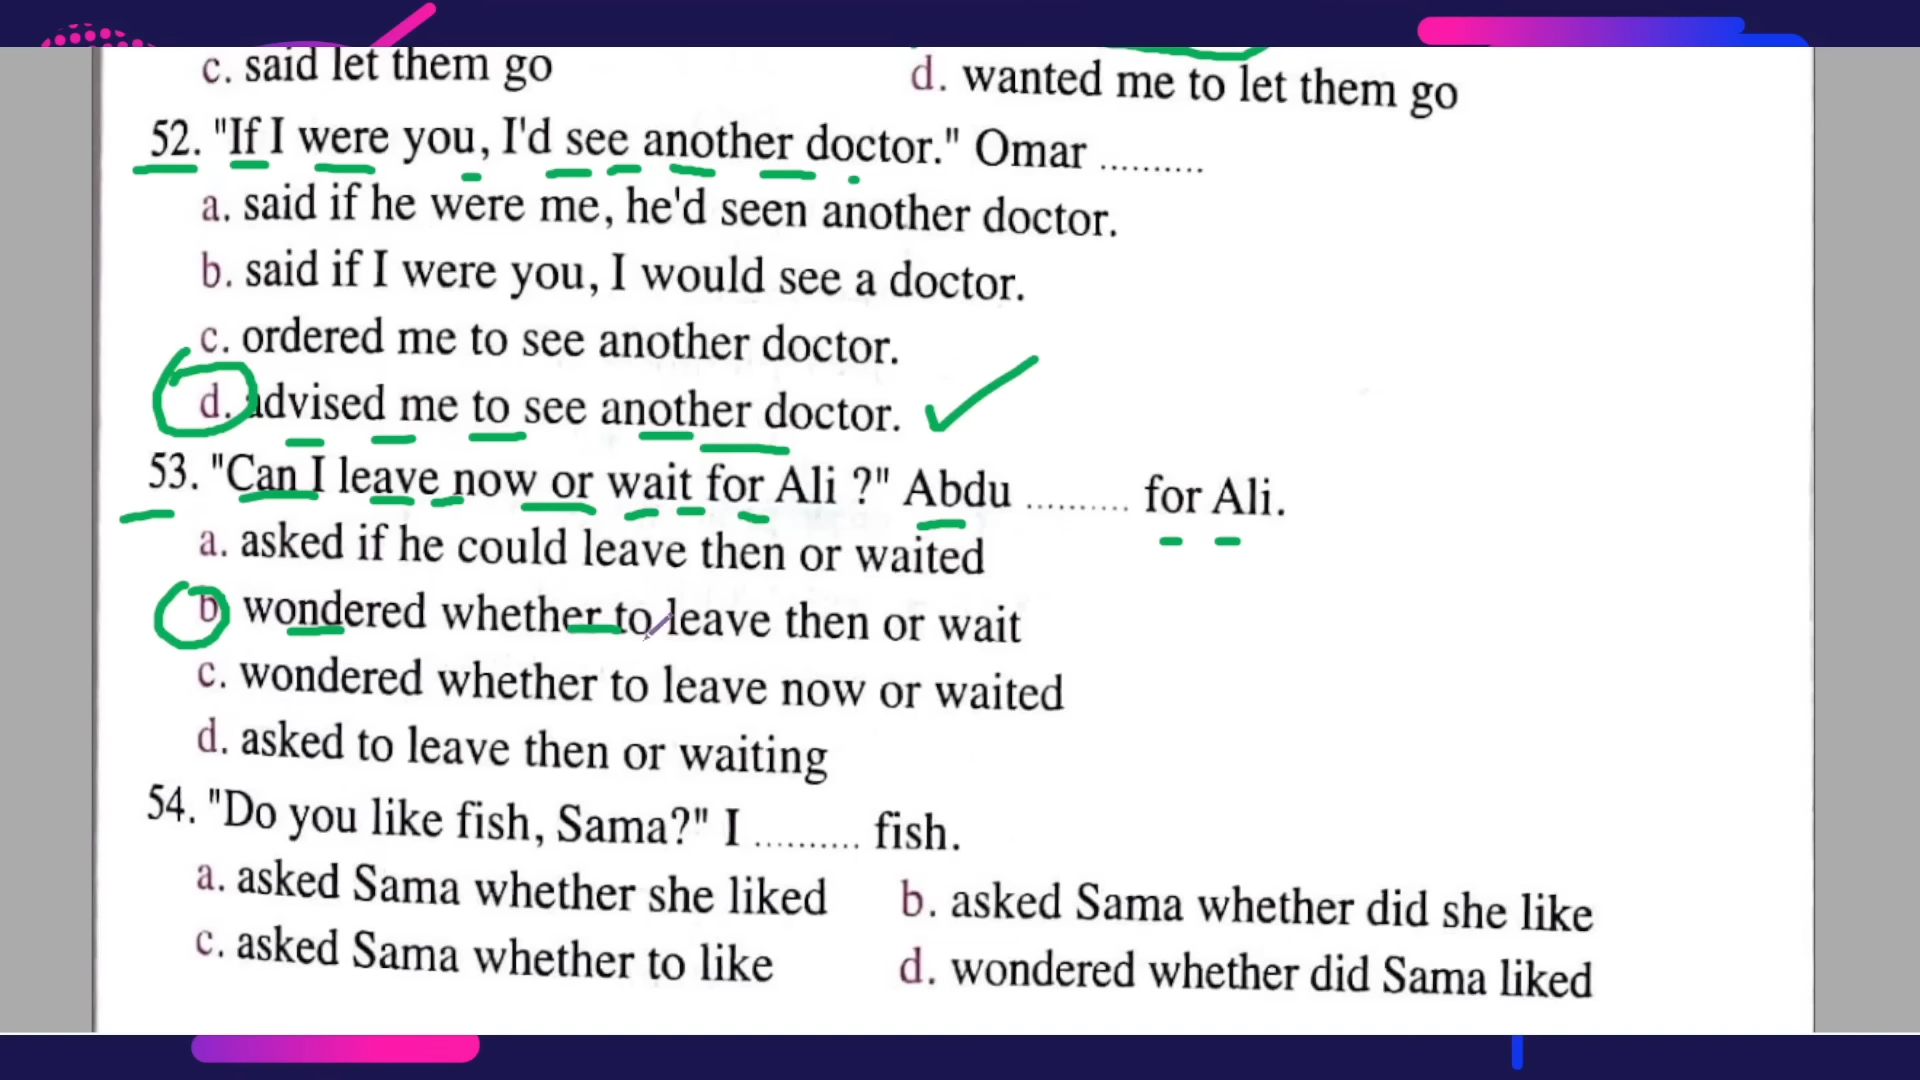 c. said let them go
d. wanted me to let them go
52. "If I were you, I'd see another doctor." Omar ..........
a. said if he were me, he'd seen another doctor.
b. said if I were you, I would see a doctor.
c. ordered me to see another doctor.
d. advised me to see another doctor.
53. "Can I leave now or wait for Ali ?" Abdu .......... for Ali.
a. asked if he could leave then or waited
b. wondered whether to leave then or wait
c. wondered whether to leave now or waited
d. asked to leave then or waiting
54. "Do you like fish, Sama?" I .......... fish.
a. asked Sama whether she liked
b. asked Sama whether did she like
c. asked Sama whether to like
d. wondered whether did Sama liked